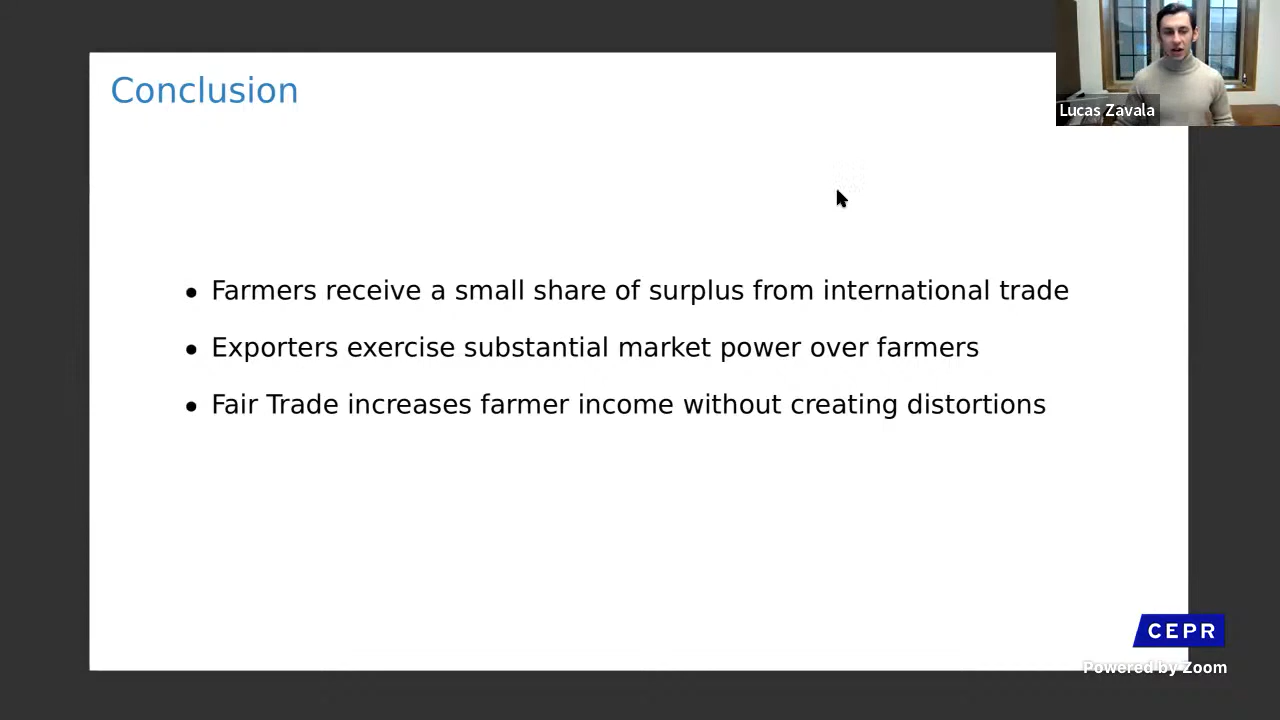 Conclusion
Lucas Zavala
• Farmers receive a small share of surplus from international trade
• Exporters exercise substantial market power over farmers
• Fair Trade increases farmer income without creating distortions
CEPR
Powered by Zoom